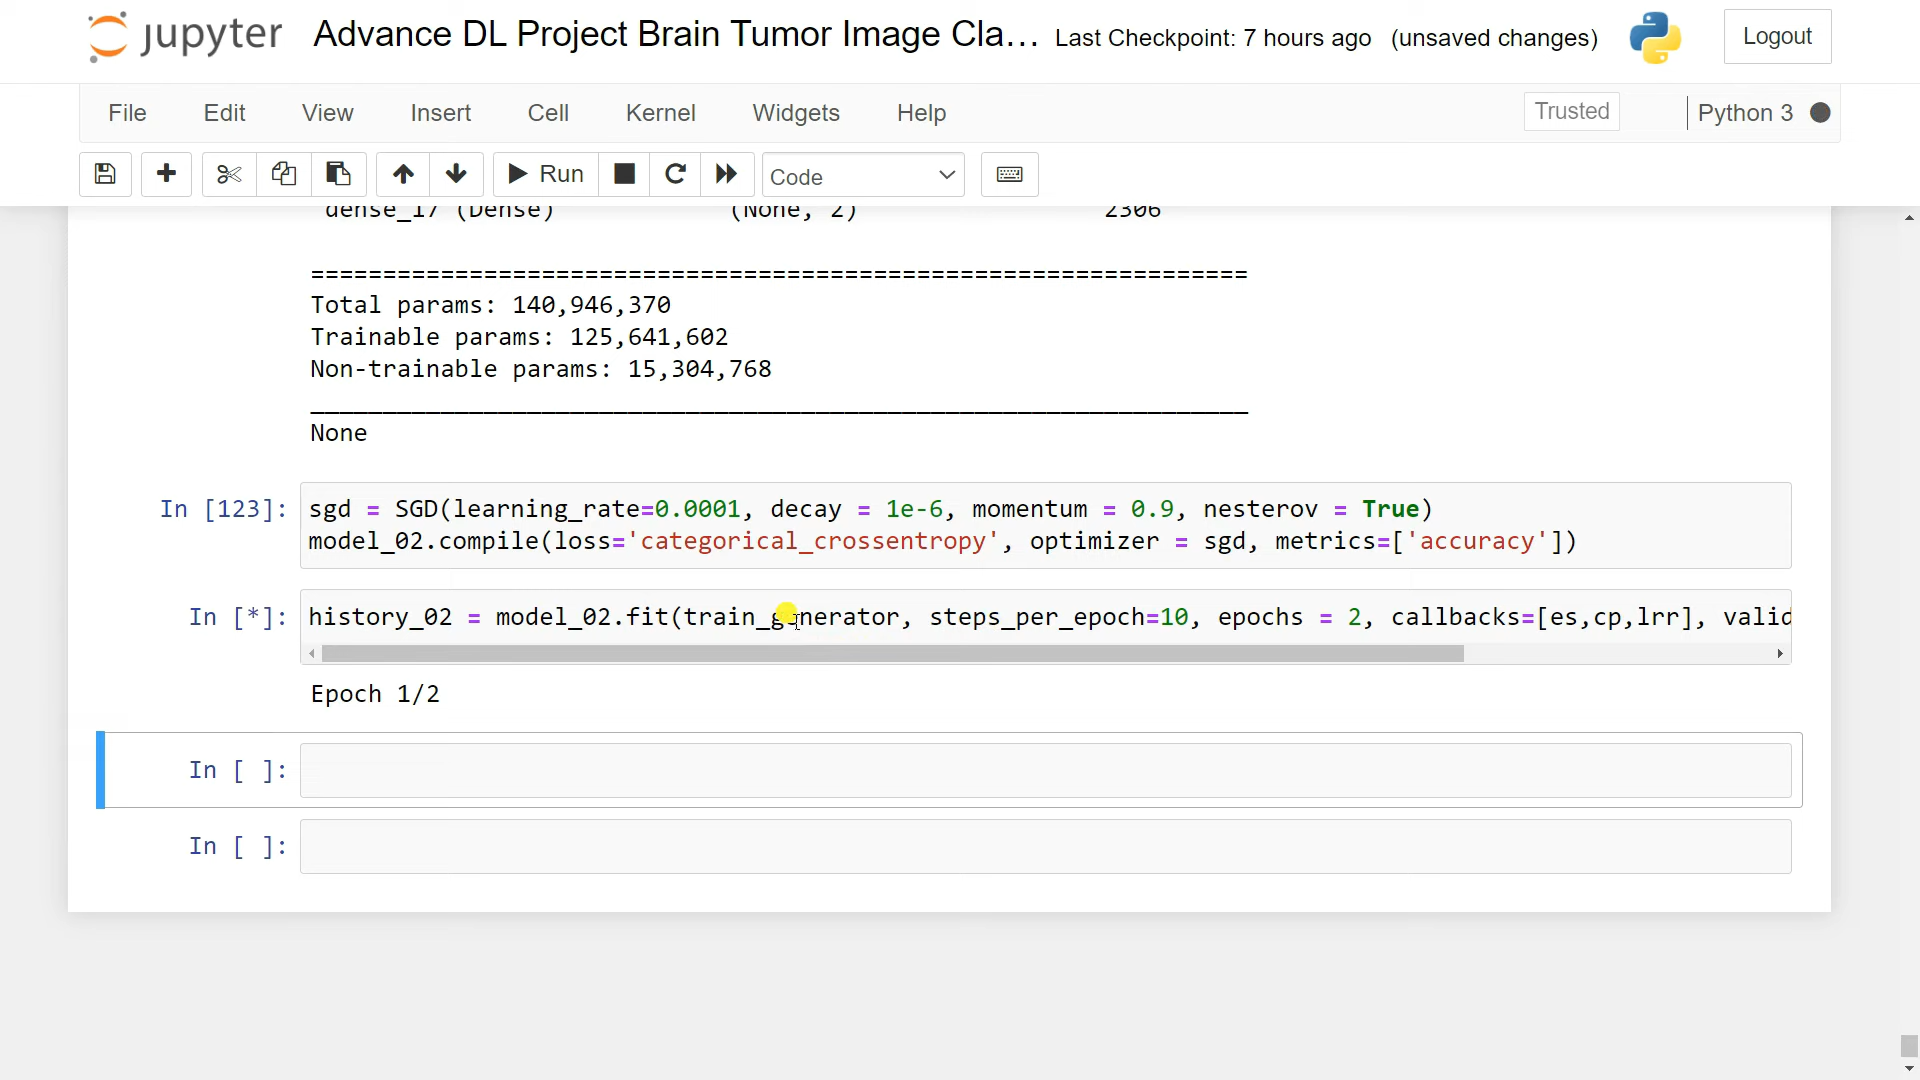 jupyter Advance DL Project Brain Tumor Image Cla... Last Checkpoint: 7 hours ago (unsaved changes) Logout
File Edit View Insert Cell Kernel Widgets Help Trusted Python 3
Run Code
dense_17 (Dense) (None, 2) 2306
=================================================================
Total params: 140,946,370
Trainable params: 125,641,602
Non-trainable params: 15,304,768
_________________________________________________________________
None
In [123]: sgd = SGD(learning_rate=0.0001, decay = 1e-6, momentum = 0.9, nesterov = True)
model_02.compile(loss='categorical_crossentropy', optimizer = sgd, metrics=['accuracy'])
In [*]: history_02 = model_02.fit(train_generator, steps_per_epoch=10, epochs = 2, callbacks=[es,cp,lrr], valid
Epoch 1/2
In [ ]:
In [ ]: